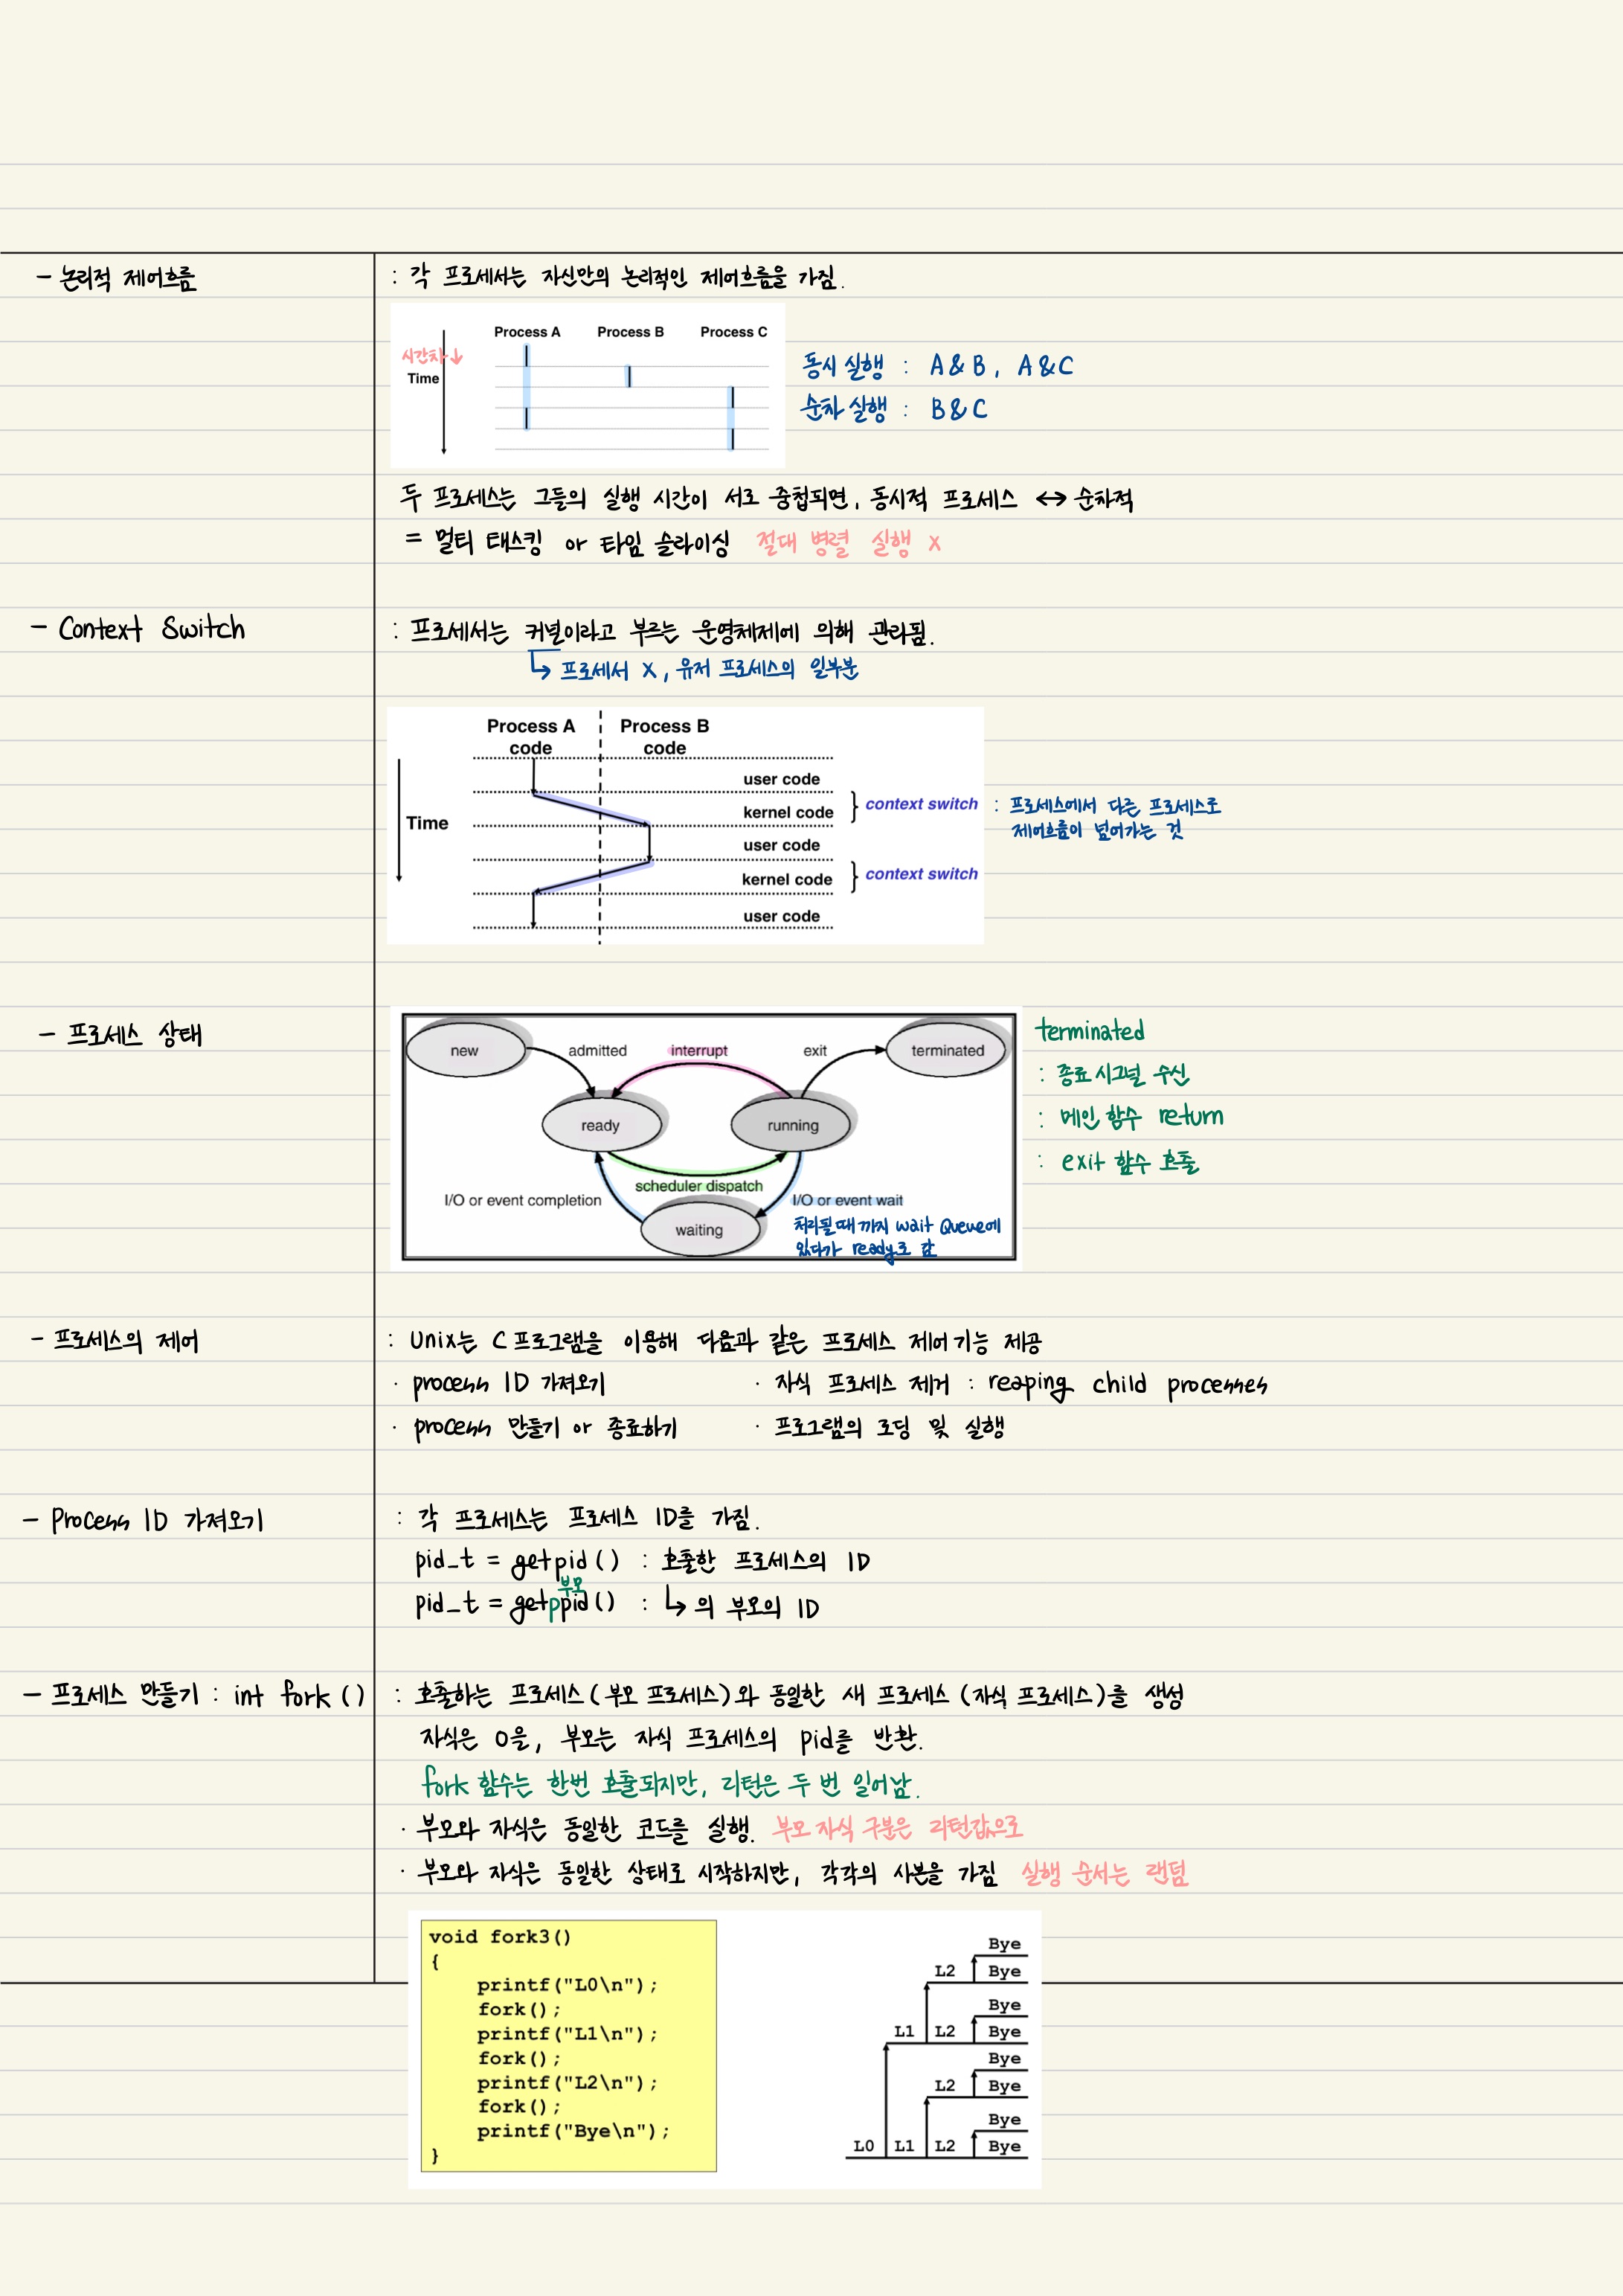 - 논리적 제어흐름
: 각 프로세서는 자신만의 논리적인 제어흐름을 가짐.
Process A Process B Process C
시간차↓
Time
동시 실행 : A&B, A&C
순차 실행 : B&C
두 프로세스는 그들의 실행 시간이 서로 중첩되면, 동시적 프로세스 ↔ 순차적
= 멀티 태스킹 or 타임 슬라이싱 절대 병렬 실행 X
- Context Switch
: 프로세서는 커널이라고 부르는 운영체제에 의해 관리됨.
↳ 프로세서 X, 유저 프로세스의 일부분
Process A code
Process B code
Time
user code
kernel code } context switch
: 프로세스에서 다른 프로세스로
제어흐름이 넘어가는 것
user code
kernel code } context switch
user code
- 프로세스 상태
new admitted interrupt exit terminated
ready running
scheduler dispatch
I/O or event completion I/O or event wait
waiting
처리될때까지 wait Queue에
있다가 ready로 감
terminated
: 종료 시그널 수신
: 메인 함수 return
: exit 함수 호출
- 프로세스의 제어
: Unix는 C프로그램을 이용해 다음과 같은 프로세스 제어기능 제공
· process ID 가져오기 · 자식 프로세스 제거 : reaping child processes
· process 만들기 or 종료하기 · 프로그램의 로딩 및 실행
- Process ID 가져오기
: 각 프로세스는 프로세스 ID를 가짐.
pid_t = getpid() : 호출한 프로세스의 ID
부모
pid_t = getppid() : ↳ 의 부모의 ID
- 프로세스 만들기 : int fork()
: 호출하는 프로세스(부모 프로세스)와 동일한 새 프로세스 (자식 프로세스)를 생성
자식은 0을, 부모는 자식 프로세스의 pid를 반환.
fork 함수는 한번 호출되지만, 리턴은 두 번 일어남.
· 부모와 자식은 동일한 코드를 실행. 부모 자식 구분은 리턴값으로
· 부모와 자식은 동일한 상태로 시작하지만, 각각의 사본을 가짐 실행 순서는 랜덤
void fork3()
{
printf("L0\n");
fork();
printf("L1\n");
fork();
printf("L2\n");
fork();
printf("Bye\n");
}
Bye
L2 Bye
Bye
L1 L2 Bye
Bye
L2 Bye
Bye
L0 L1 L2 Bye